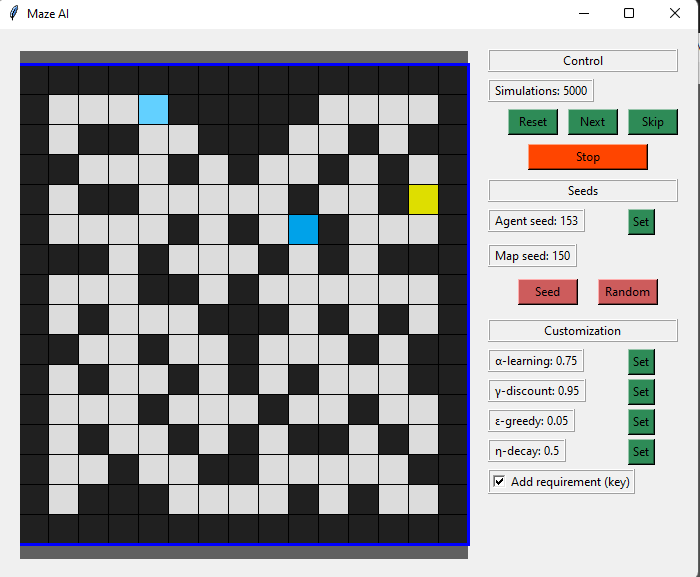 Maze AI
Control
Simulations: 5000
Reset Next Skip
Stop
Seeds
Agent seed: 153 Set
Map seed: 150
Seed Random
Customization
α-learning: 0.75 Set
γ-discount: 0.95 Set
ε-greedy: 0.05 Set
η-decay: 0.5 Set
Add requirement (key)